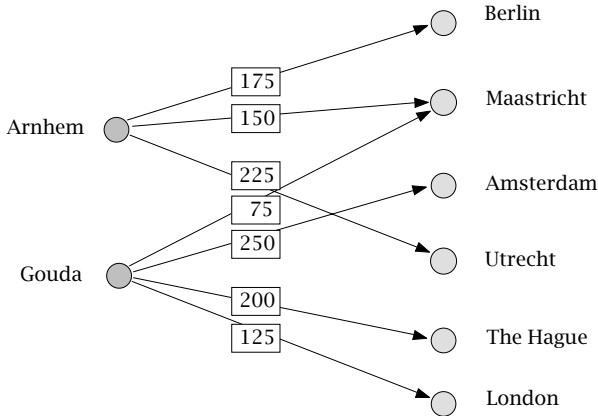 Berlin
175
Maastricht
150
Arnhem
225
Amsterdam
75
250
Utrecht
Gouda
200
The Hague
125
London